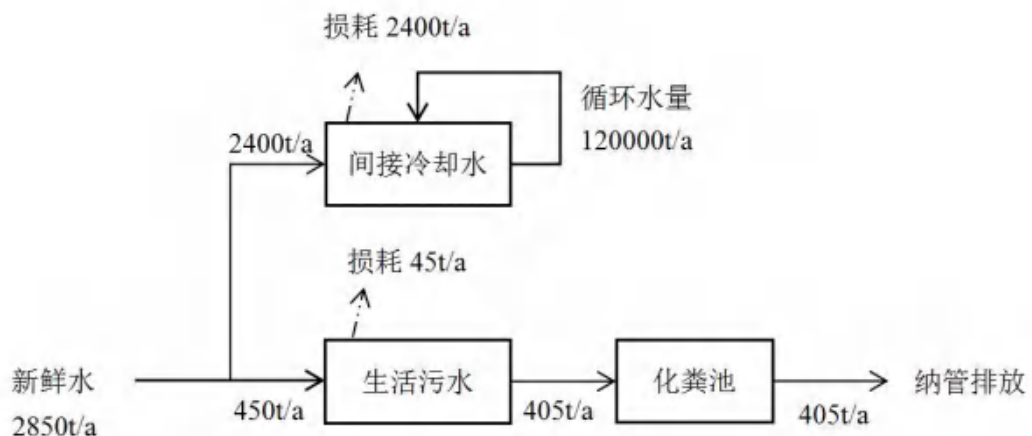 损耗 2400t/a
循环水量
120000t/a
2400t/a
间接冷却水
损耗 45t/a
新鲜水
2850t/a
450t/a
生活污水
405t/a
化粪池
405t/a
纳管排放